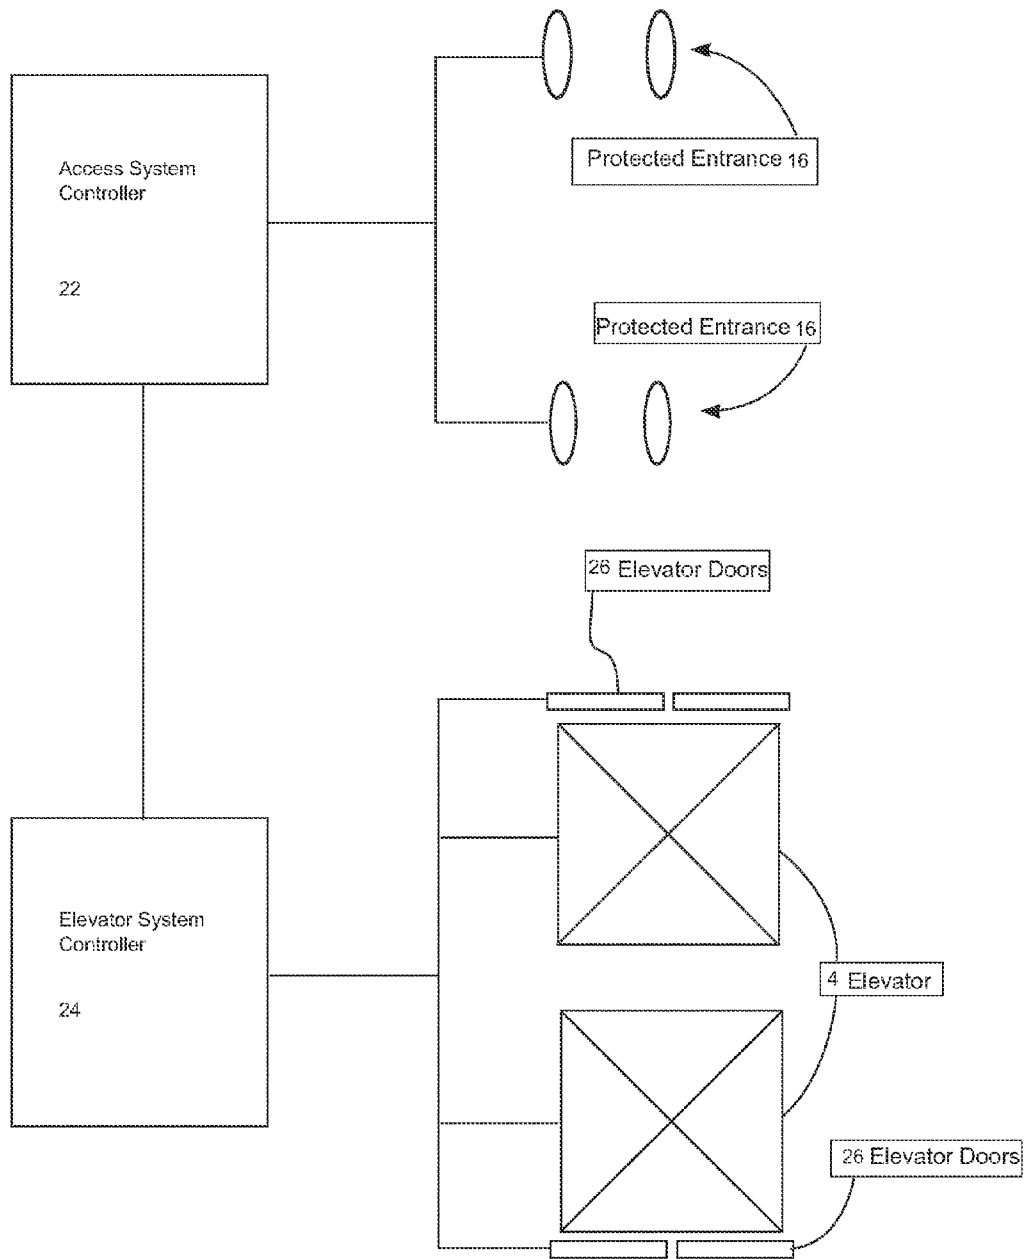 Protected Entrance 16
Access System
Controller
22
Protected Entrance 16
26 Elevator Doors
Elevator System
Controller
24
4 Elevator
26 Elevator Doors